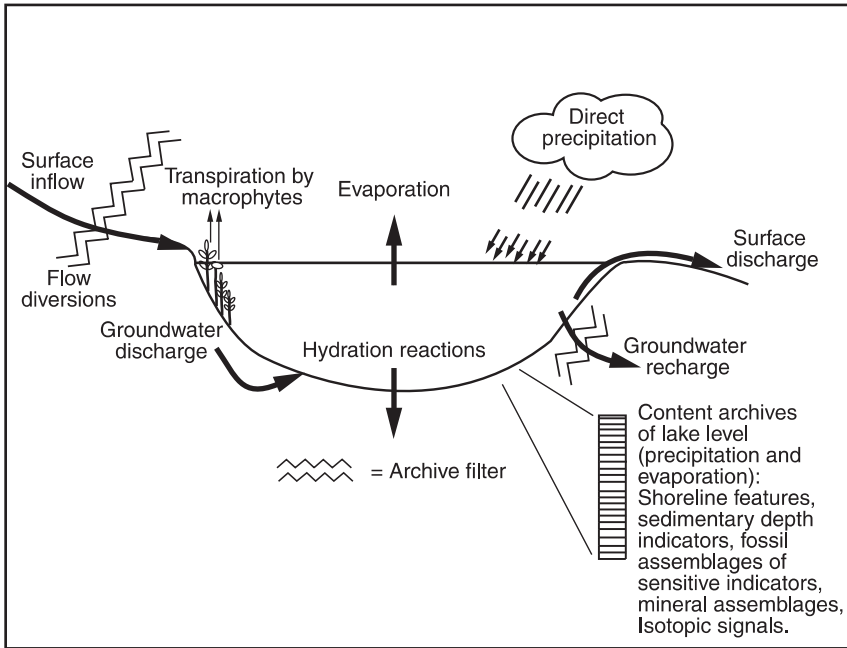 Direct
precipitation
Surface
inflow
Transpiration by
macrophytes
Evaporation
Surface
discharge
Flow
diversions
Groundwater
discharge
Hydration reactions
Groundwater
recharge
= Archive filter
Content archives
of lake level
(precipitation and
evaporation):
Shoreline features,
sedimentary depth
indicators, fossil
assemblages of
sensitive indicators,
mineral assemblages,
Isotopic signals.